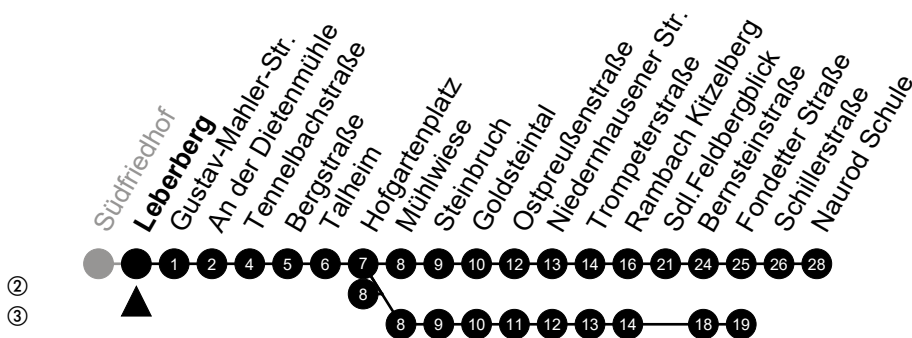 Südfriedhof
Leberberg
Gustav-Mahler-Str.
An der Dietenmühle
Tennelbachstraße
Bergstraße
Talheim
Hofgartenplatz
Mühlwiese
Steinbruch
Goldsteintal
Ostpreußenstraße
Niedernhausener Str.
Trompeterstraße
Rambach Kitzelberg
Sdl.Feldbergblick
Bernsteinstraße
Fondetter Straße
Schillerstraße
Naurod Schule
1 2 4 5 6 7 8 9 10 12 13 14 16 21 24 25 26 28
② 8
③ 8 9 10 11 12 13 14 18 19